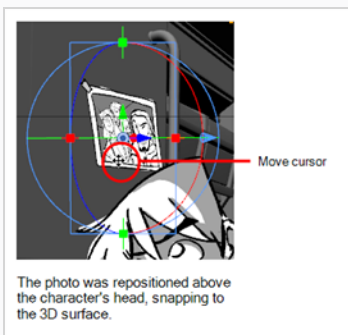 Move cursor
The photo was repositioned above
the character's head, snapping to
the 3D surface.